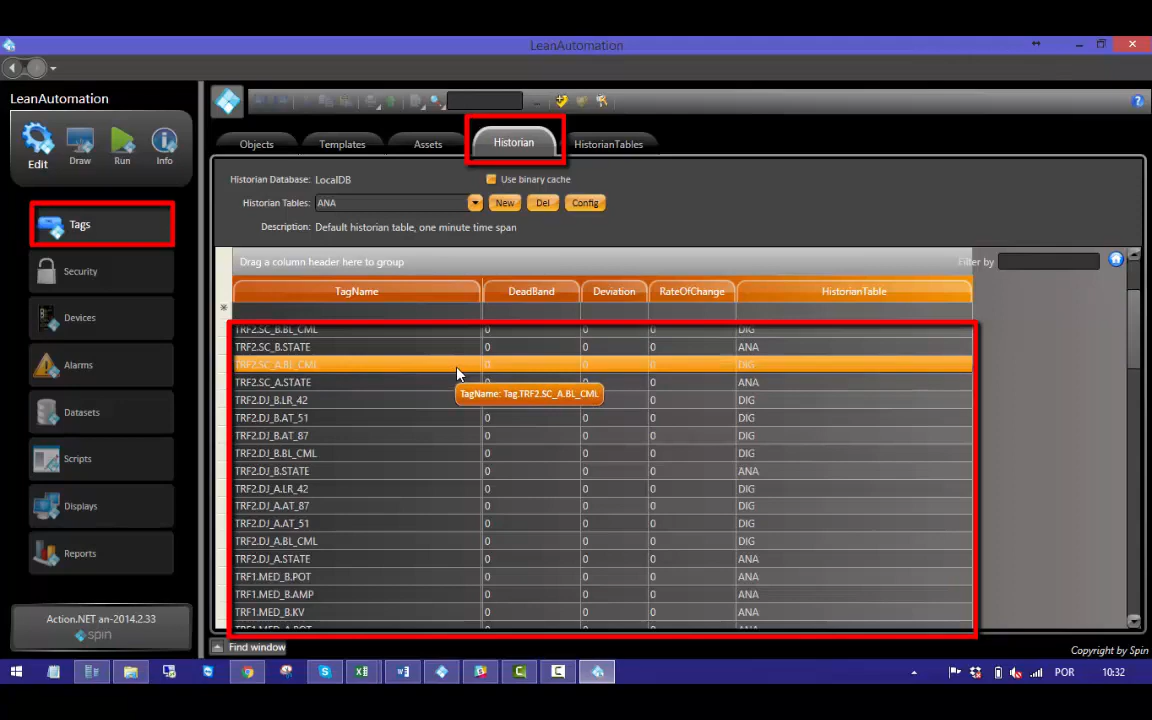 LeanAutomation
LeanAutomation
Edit
Draw
Run
Info
Tags
Security
Devices
Alarms
Datasets
Scripts
Displays
Reports
Action.NET an-2014.2.33
spin
Objects Templates Assets Historian HistorianTables
Historian Database: LocalDB Use binary cache
Historian Tables: ANA New Del Config
Description: Default historian table, one minute time span
Drag a column header here to group Filter by
TagName DeadBand Deviation RateOfChange HistorianTable
TRF2.SC_B.BL_CML 0 0 0 DIG
TRF2.SC_B.STATE 0 0 0 ANA
TRF2.SC_A.BL_CML 0 0 0 DIG
TRF2.SC_A.STATE 0 0 0 ANA
TagName: Tag.TRF2.SC_A.BL_CML
TRF2.DJ_B.LR_42 0 0 DIG
TRF2.DJ_B.AT_51 0 0 0 DIG
TRF2.DJ_B.AT_87 0 0 0 DIG
TRF2.DJ_B.BL_CML 0 0 0 DIG
TRF2.DJ_B.STATE 0 0 0 ANA
TRF2.DJ_A.LR_42 0 0 0 DIG
TRF2.DJ_A.AT_87 0 0 0 DIG
TRF2.DJ_A.AT_51 0 0 0 DIG
TRF2.DJ_A.BL_CML 0 0 0 DIG
TRF2.DJ_A.STATE 0 0 0 ANA
TRF1.MED_B.POT 0 0 0 ANA
TRF1.MED_B.AMP 0 0 0 ANA
TRF1.MED_B.KV 0 0 0 ANA
Find window
Copyright by Spin
POR 10:32